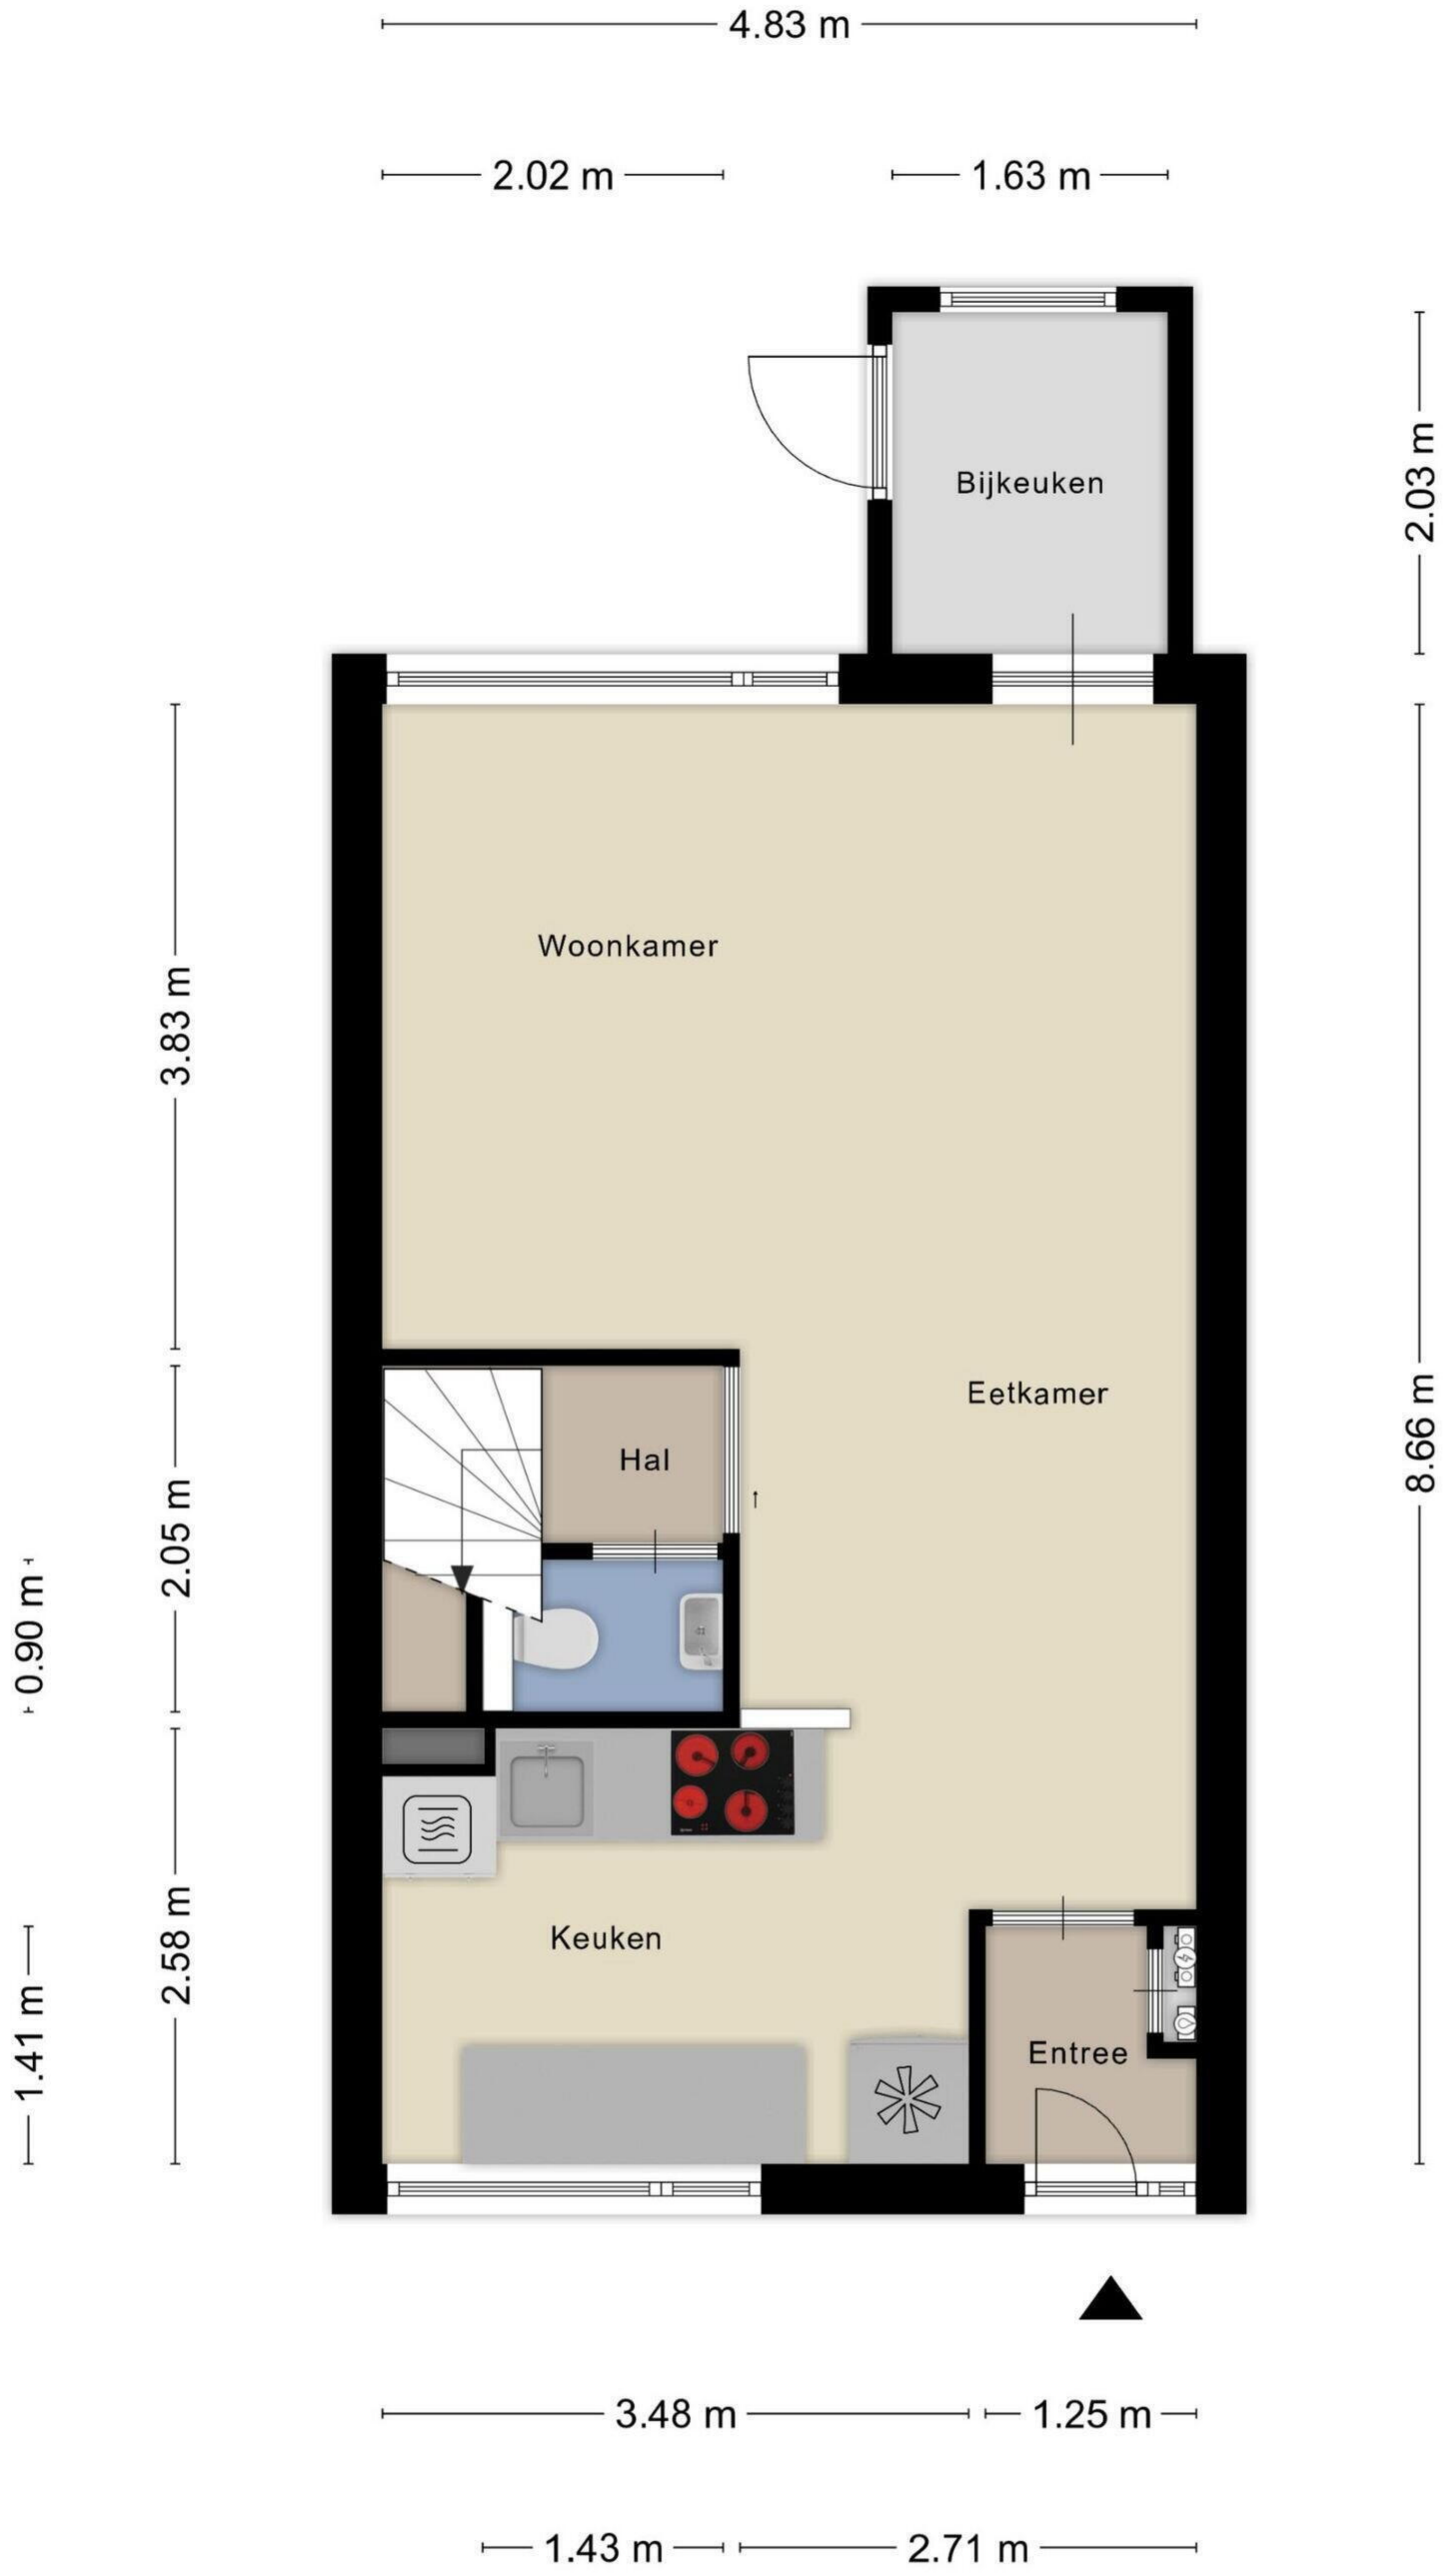 4.83 m
2.02 m
1.63 m
Bijkeuken
2.03 m
Woonkamer
3.83 m
Eetkamer
8.66 m
Hal
2.05 m
0.90 m
Keuken
2.58 m
1.41 m
Entree
3.48 m
1.25 m
1.43 m
2.71 m